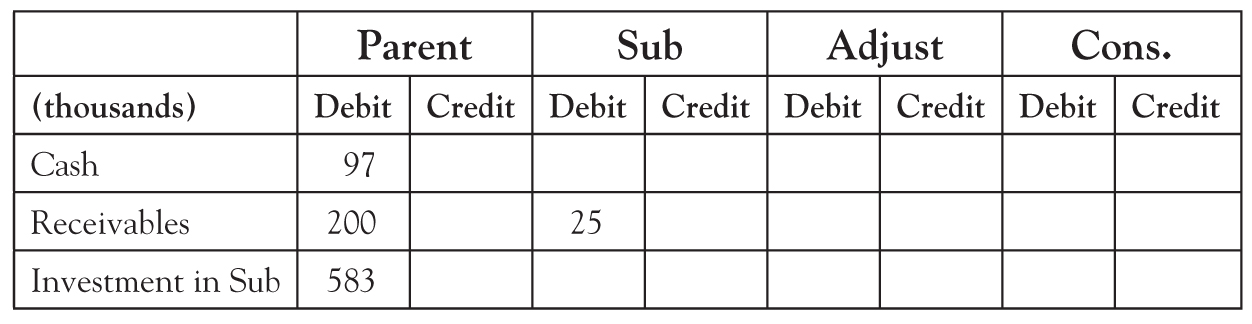 Parent Sub Adjust Cons.
(thousands) Debit Credit Debit Credit Debit Credit Debit Credit
Cash 97
Receivables 200 25
Investment in Sub 583